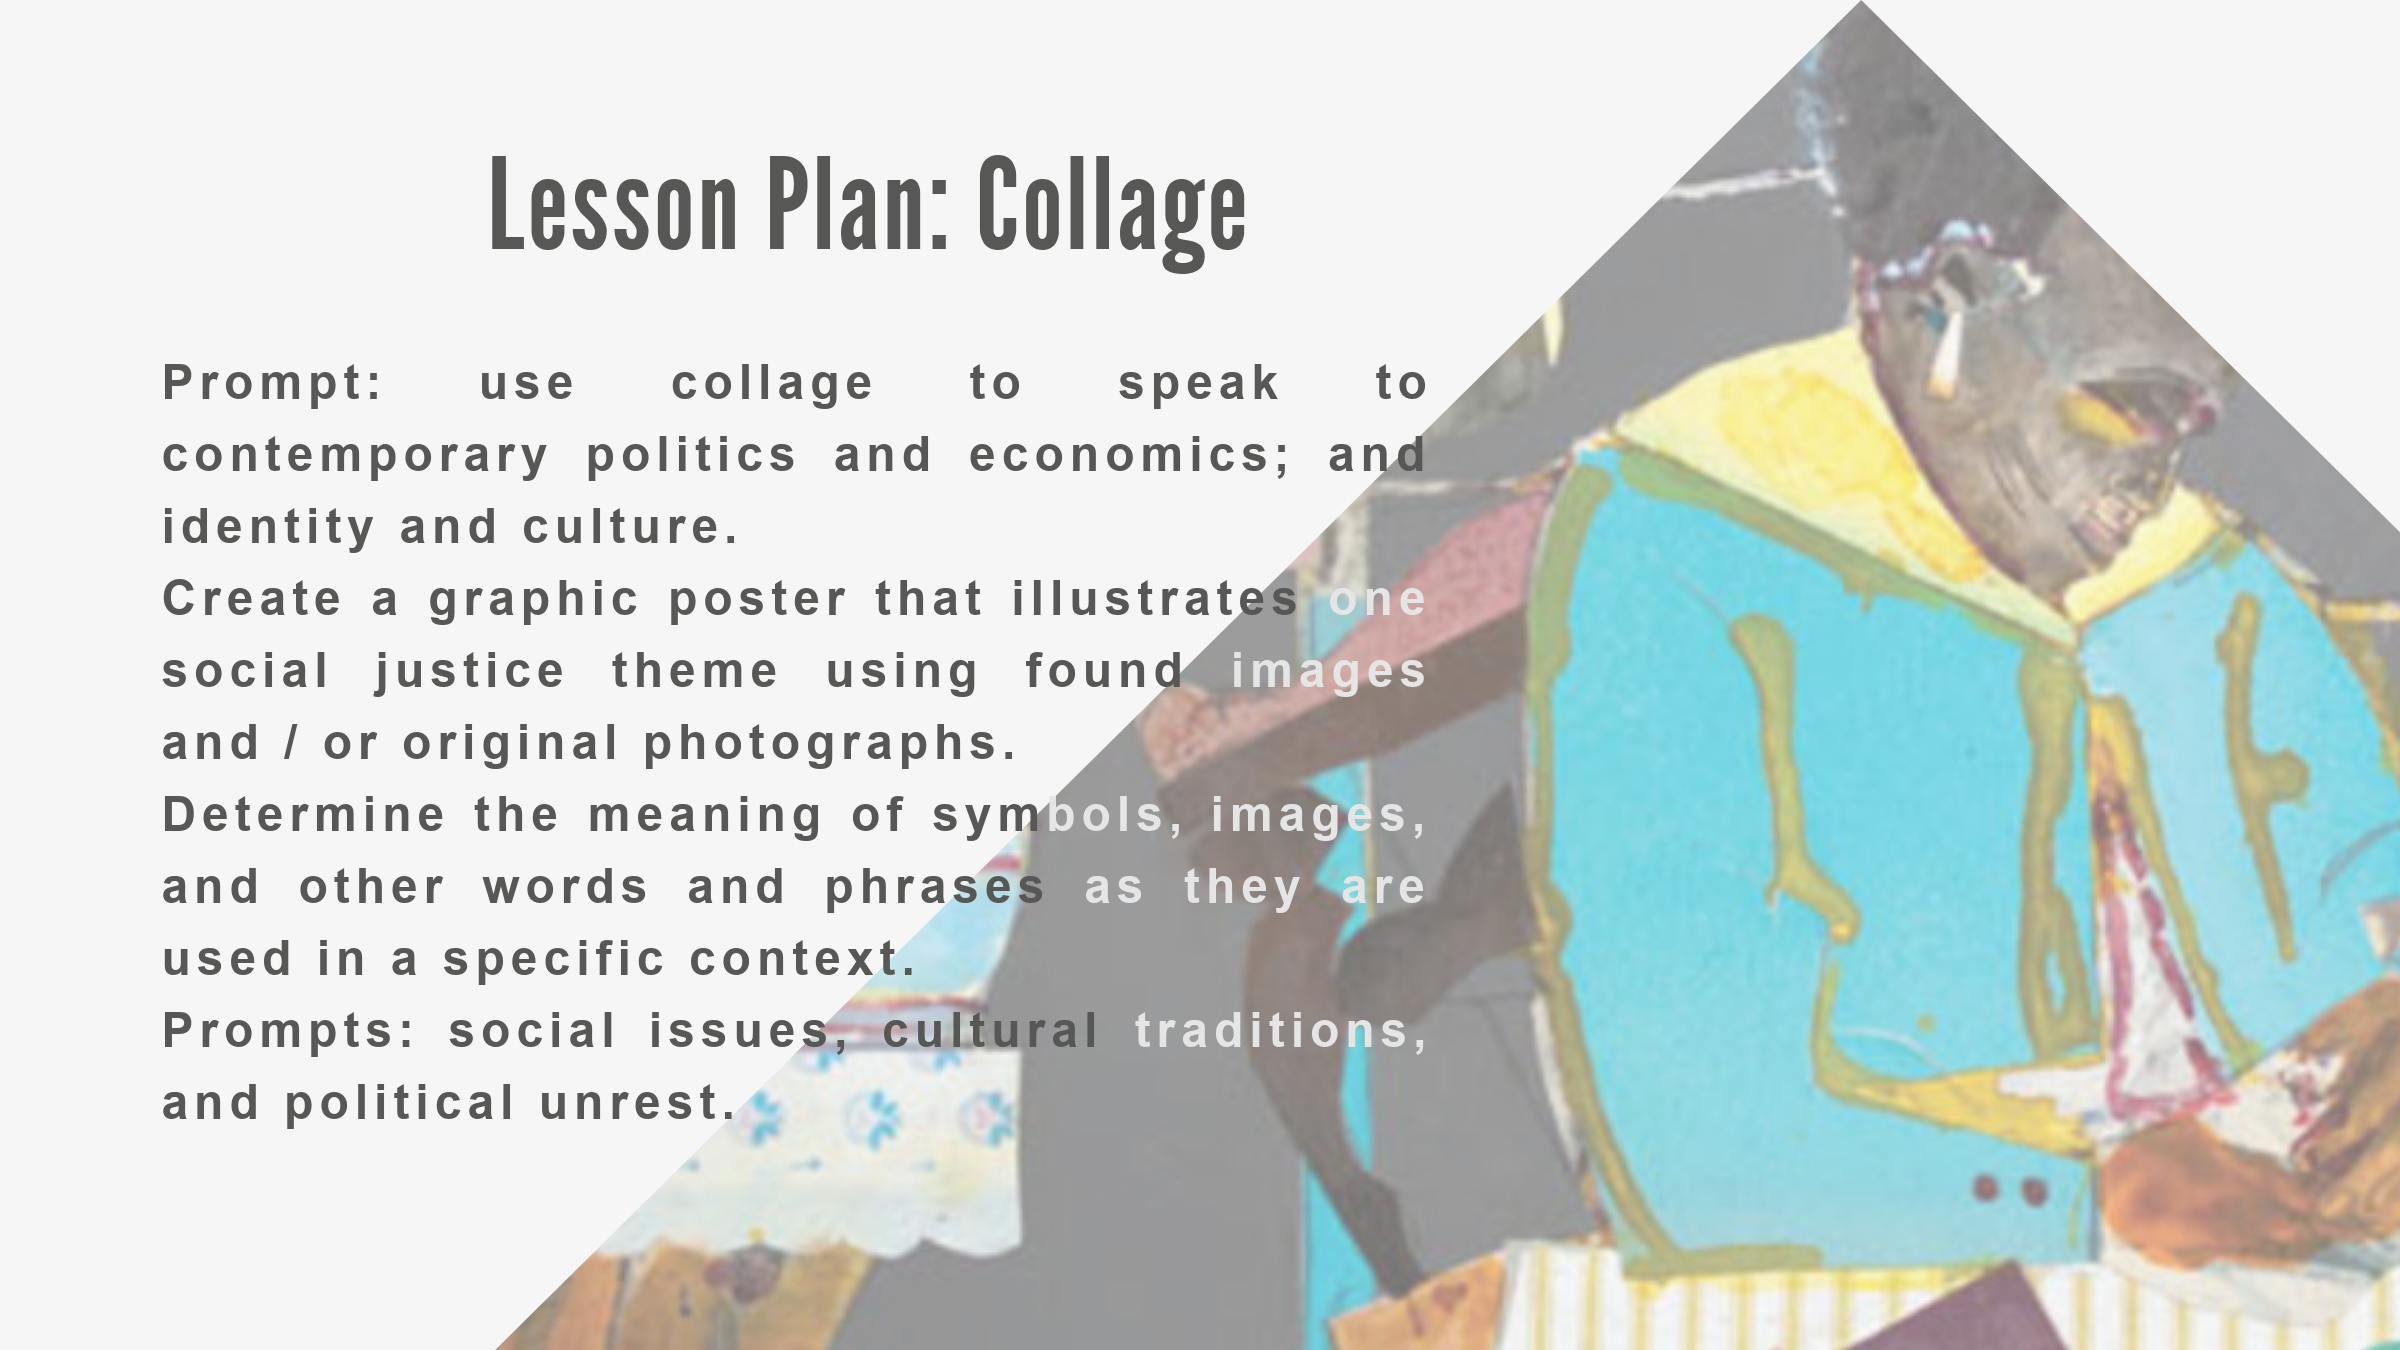 Lesson Plan: Collage
Prompt: use collage to speak to
contemporary politics and economics; and
identity and culture.
Create a graphic poster that illustrates one
social justice theme using found images
and / or original photographs.
Determine the meaning of symbols, images,
and other words and phrases as they are
used in a specific context.
Prompts: social issues, cultural traditions,
and political unrest.